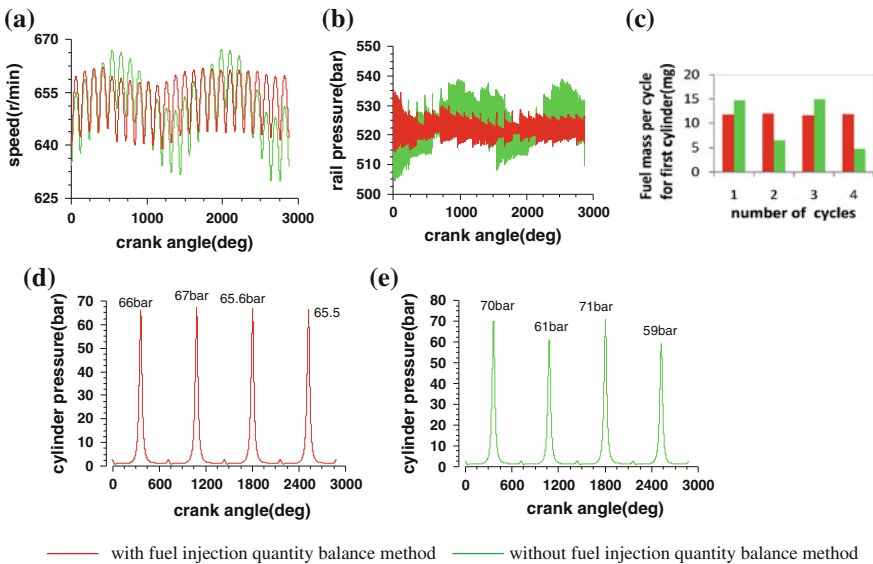 (a)
670
655
640
625
speed(r/min)
0 1000 2000 3000
crank angle(deg)
(b)
550
540
530
520
510
500
rail pressure(bar)
0 1000 2000 3000
crank angle(deg)
(c)
20
15
10
5
0
Fuel mass per cycle
for first cylinder(mg)
1 2 3 4
number of cycles
(d)
70
60
50
40
30
20
10
0
cylinder pressure(bar)
66bar 67bar 65.6bar 65.5
0 600 1200 1800 2400 3000
crank angle(deg)
(e)
80
70
60
50
40
30
20
10
0
cylinder pressure(bar)
70bar 61bar 71bar 59bar
0 600 1200 1800 2400 3000
crank angle(deg)
with fuel injection quantity balance method
without fuel injection quantity balance method